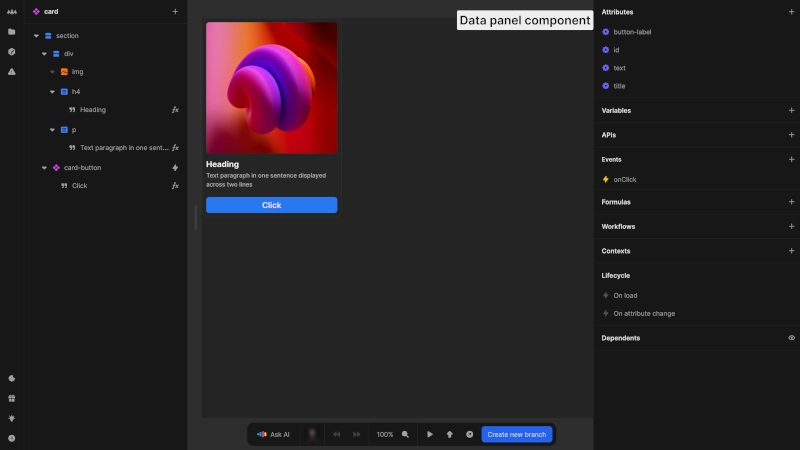 card
section
div
img
h4
Heading
p
Text paragraph in one sent...
card-button
Click
Heading
Text paragraph in one sentence displayed
across two lines
Click
Data panel component
Attributes
button-label
id
text
title
Variables
APIs
Events
onClick
Formulas
Workflows
Contexts
Lifecycle
On load
On attribute change
Dependents
Ask AI
100%
Create new branch